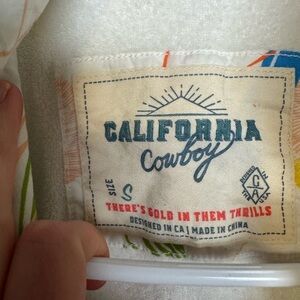 CALIFORNIA
Cowboy
SIZE
S
THERE'S GOLD IN THEM THRILLS
DESIGNED IN CA | MADE IN CHINA